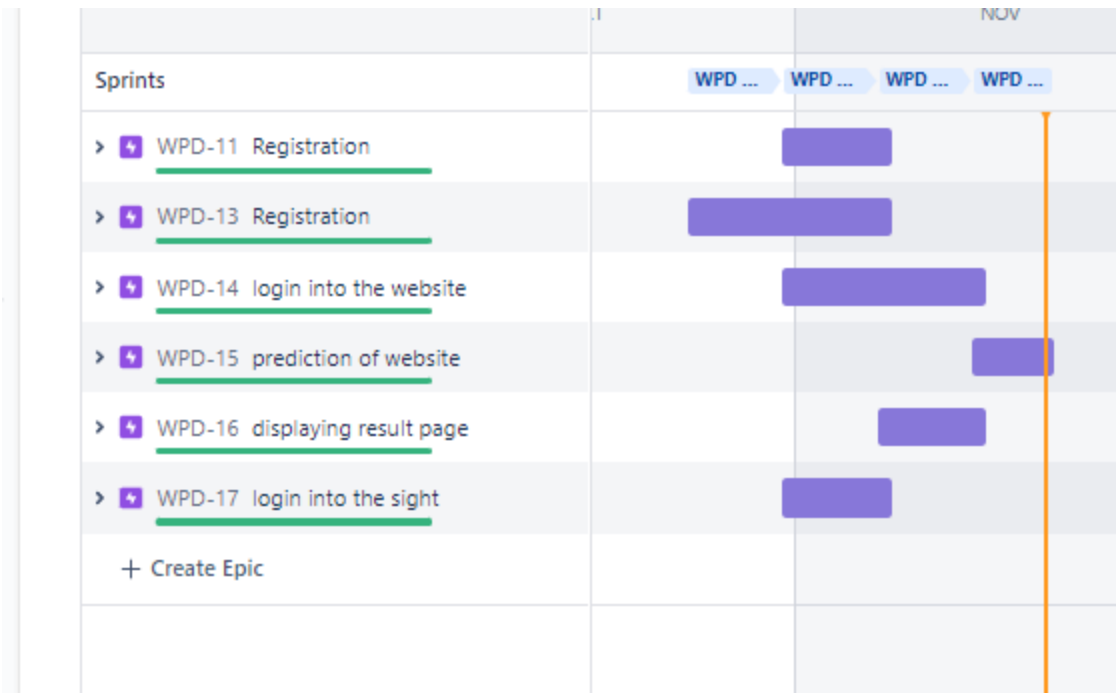 NOV
Sprints WPD ... WPD ... WPD ... WPD ...
WPD-11 Registration
WPD-13 Registration
WPD-14 login into the website
WPD-15 prediction of website
WPD-16 displaying result page
WPD-17 login into the sight
+ Create Epic